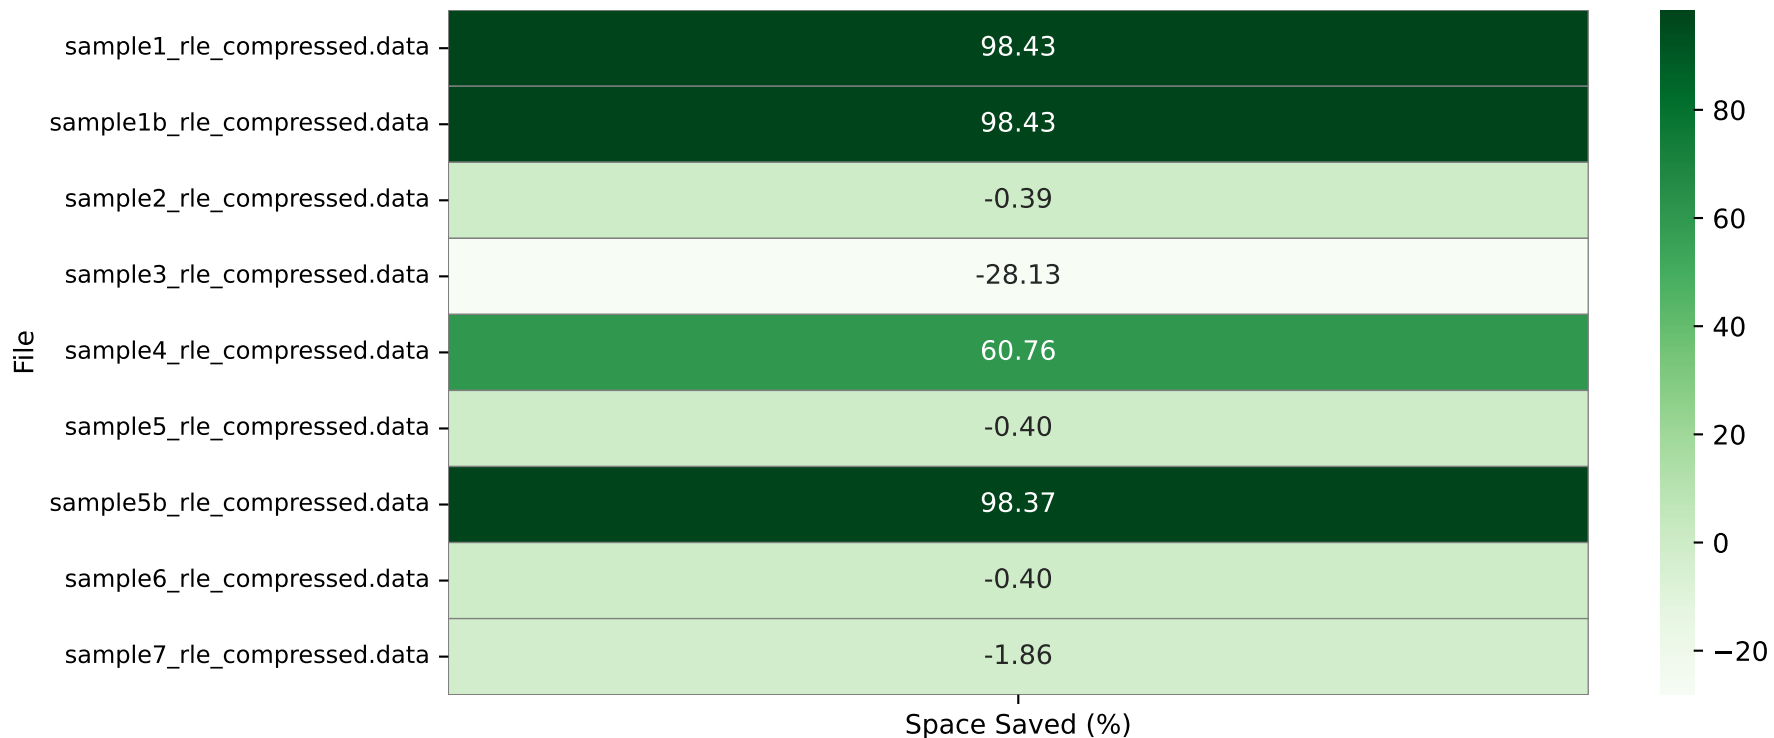 sample1_rle_compressed.data 98.43
sample1b_rle_compressed.data 98.43
sample2_rle_compressed.data -0.39
sample3_rle_compressed.data -28.13
sample4_rle_compressed.data 60.76
sample5_rle_compressed.data -0.40
sample5b_rle_compressed.data 98.37
sample6_rle_compressed.data -0.40
sample7_rle_compressed.data -1.86
File
Space Saved (%)
80
60
40
20
0
−20